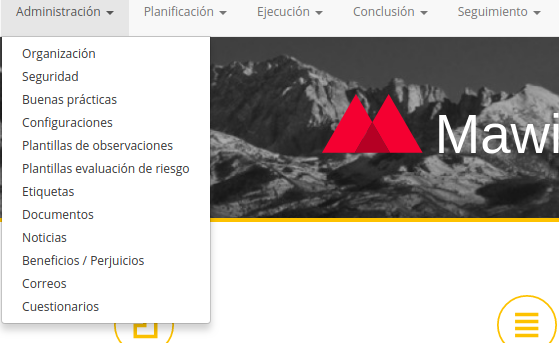 Administración Planificación Ejecución Conclusión Seguimiento
Organización
Seguridad
Buenas prácticas
Configuraciones
Plantillas de observaciones
Plantillas evaluación de riesgo
Etiquetas
Documentos
Noticias
Beneficios / Perjuicios
Correos
Cuestionarios
Mawi